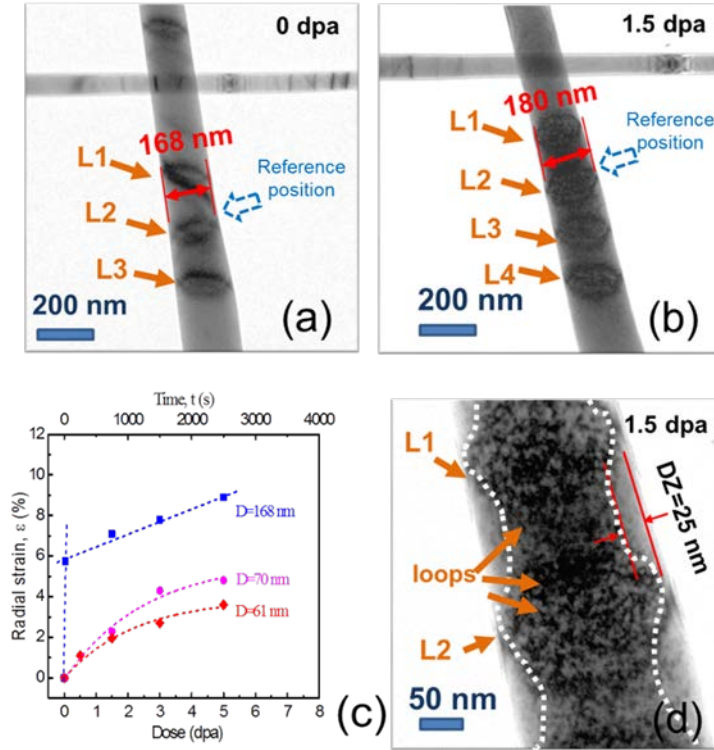 0 dpa
168 nm
L1
Reference
position
L2
L3
200 nm
(a)
1.5 dpa
180 nm
L1
Reference
position
L2
L3
L4
200 nm
(b)
Time, t (s)
0 1000 2000 3000 4000
12
10
8
6
4
2
0
Radial strain, ε (%)
D=168 nm
D=70 nm
D=61 nm
0 1 2 3 4 5 6 7 8
Dose (dpa)
(c)
1.5 dpa
L1
DZ=25 nm
loops
L2
50 nm
(d)